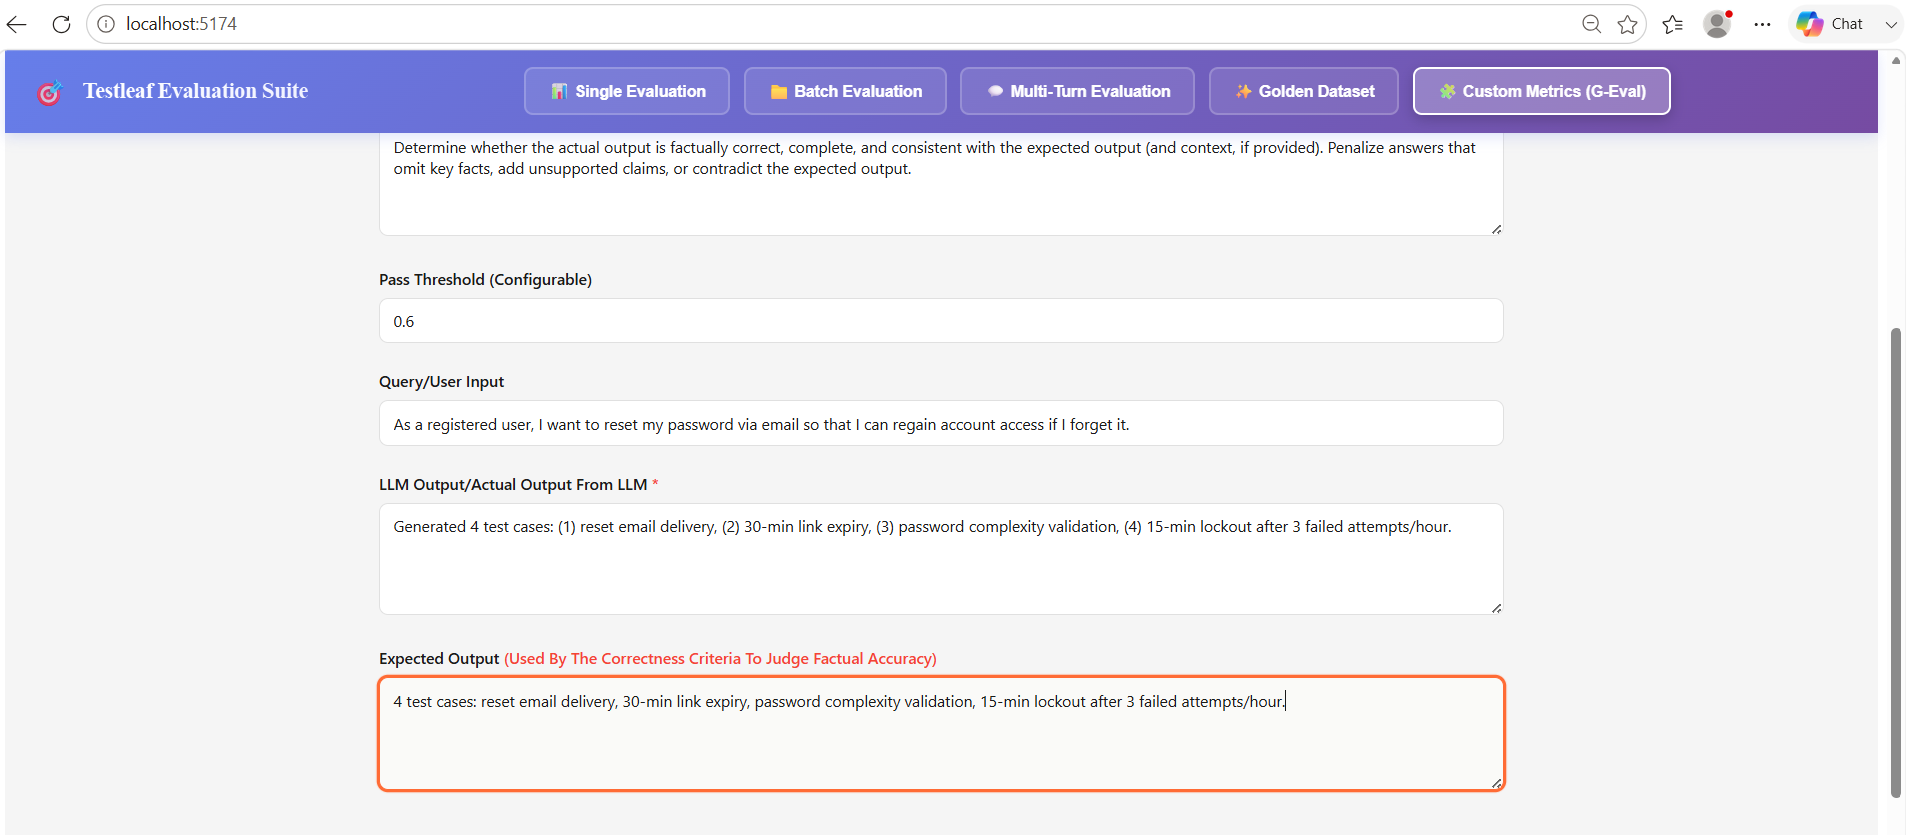 localhost:5174
Chat
Testleaf Evaluation Suite
Single Evaluation
Batch Evaluation
Multi-Turn Evaluation
Golden Dataset
Custom Metrics (G-Eval)
Determine whether the actual output is factually correct, complete, and consistent with the expected output (and context, if provided). Penalize answers that
omit key facts, add unsupported claims, or contradict the expected output.
Pass Threshold (Configurable)
0.6
Query/User Input
As a registered user, I want to reset my password via email so that I can regain account access if I forget it.
LLM Output/Actual Output From LLM *
Generated 4 test cases: (1) reset email delivery, (2) 30-min link expiry, (3) password complexity validation, (4) 15-min lockout after 3 failed attempts/hour.
Expected Output (Used By The Correctness Criteria To Judge Factual Accuracy)
4 test cases: reset email delivery, 30-min link expiry, password complexity validation, 15-min lockout after 3 failed attempts/hour.